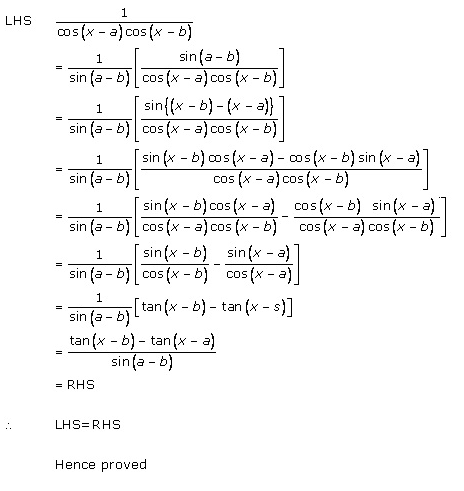 LHS 1/(cos(x – a)cos(x – b))
= 1/(sin(a – b)) [sin(a – b)/(cos(x – a)cos(x – b))]
= 1/(sin(a – b)) [sin{(x – b) – (x – a)}/(cos(x – a)cos(x – b))]
= 1/(sin(a – b)) [(sin(x – b)cos(x – a) – cos(x – b)sin(x – a))/(cos(x – a)cos(x – b))]
= 1/(sin(a – b)) [(sin(x – b)cos(x – a))/(cos(x – a)cos(x – b)) – (cos(x – b) sin(x – a))/(cos(x – a)cos(x – b))]
= 1/(sin(a – b)) [sin(x – b)/cos(x – b) – sin(x – a)/cos(x – a)]
= 1/(sin(a – b)) [tan(x – b) – tan(x – s)]
= (tan(x – b) – tan(x – a))/(sin(a – b))
= RHS
∴ LHS=RHS
Hence proved